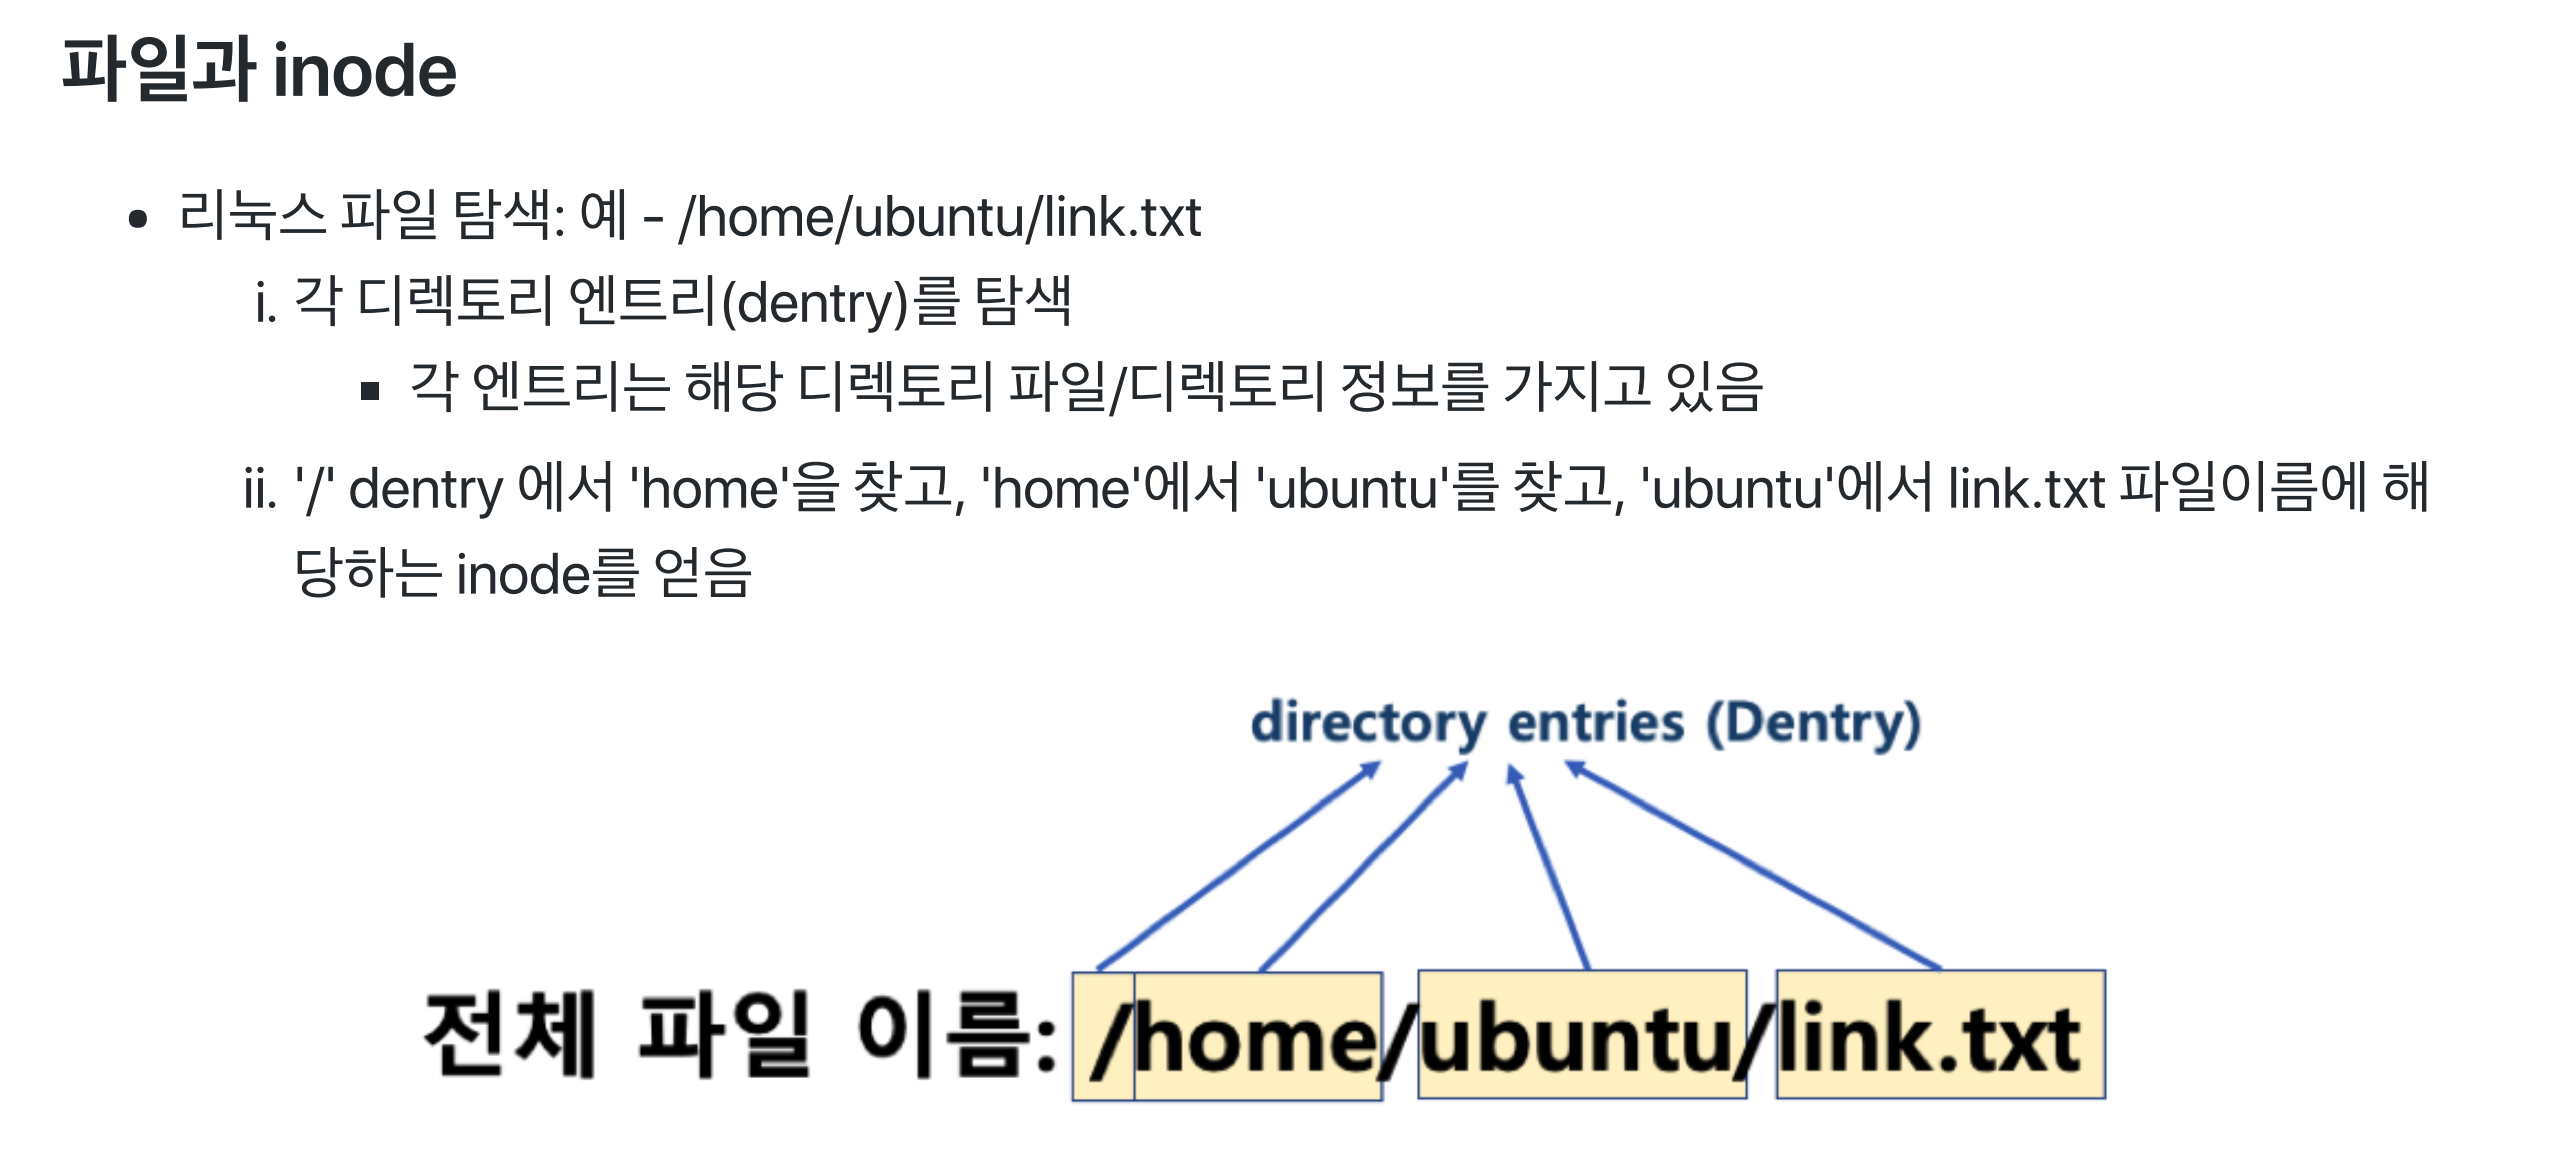 파일과 inode
• 리눅스 파일 탐색: 예 - /home/ubuntu/link.txt
i. 각 디렉토리 엔트리(dentry)를 탐색
▪ 각 엔트리는 해당 디렉토리 파일/디렉토리 정보를 가지고 있음
ii. '/' dentry 에서 'home'을 찾고, 'home'에서 'ubuntu'를 찾고, 'ubuntu'에서 link.txt 파일이름에 해
당하는 inode를 얻음
directory entries (Dentry)
전체 파일 이름: /home/ubuntu/link.txt